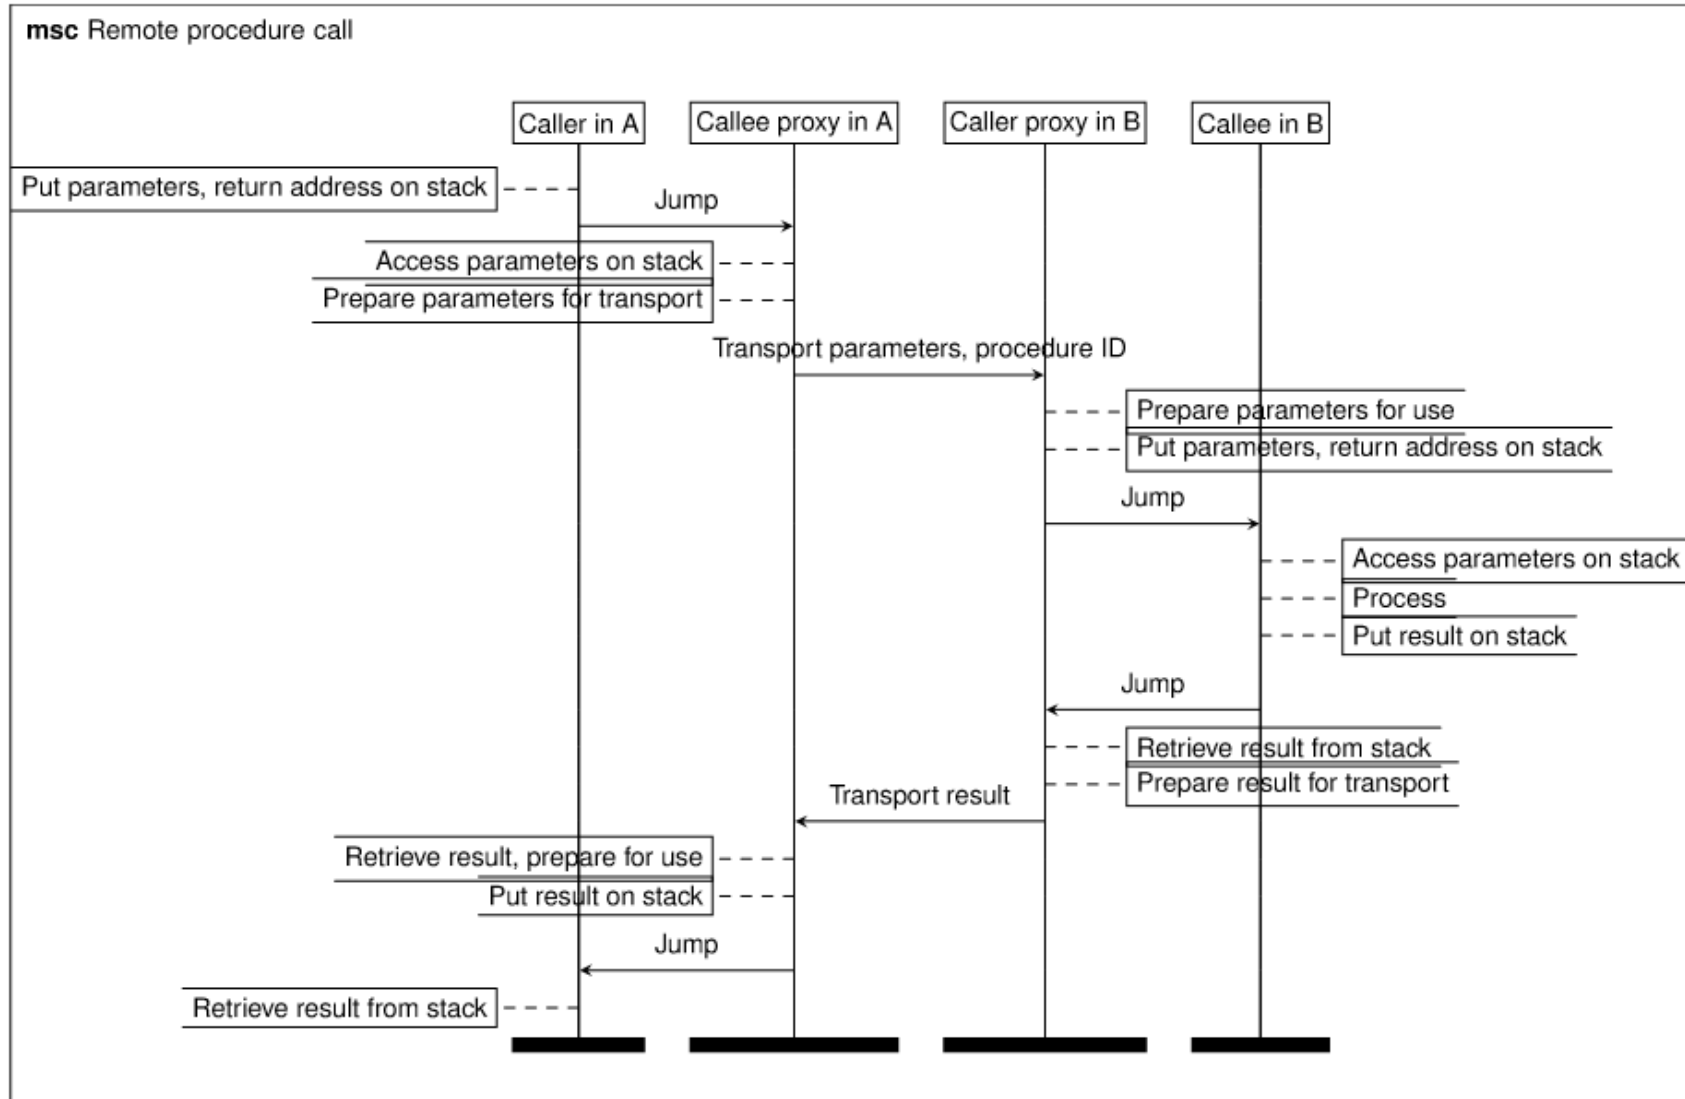 msc Remote procedure call
Caller in A
Callee proxy in A
Caller proxy in B
Callee in B
Put parameters, return address on stack
Jump
Access parameters on stack
Prepare parameters for transport
Transport parameters, procedure ID
Prepare parameters for use
Put parameters, return address on stack
Jump
Access parameters on stack
Process
Put result on stack
Jump
Retrieve result from stack
Prepare result for transport
Transport result
Retrieve result, prepare for use
Put result on stack
Jump
Retrieve result from stack